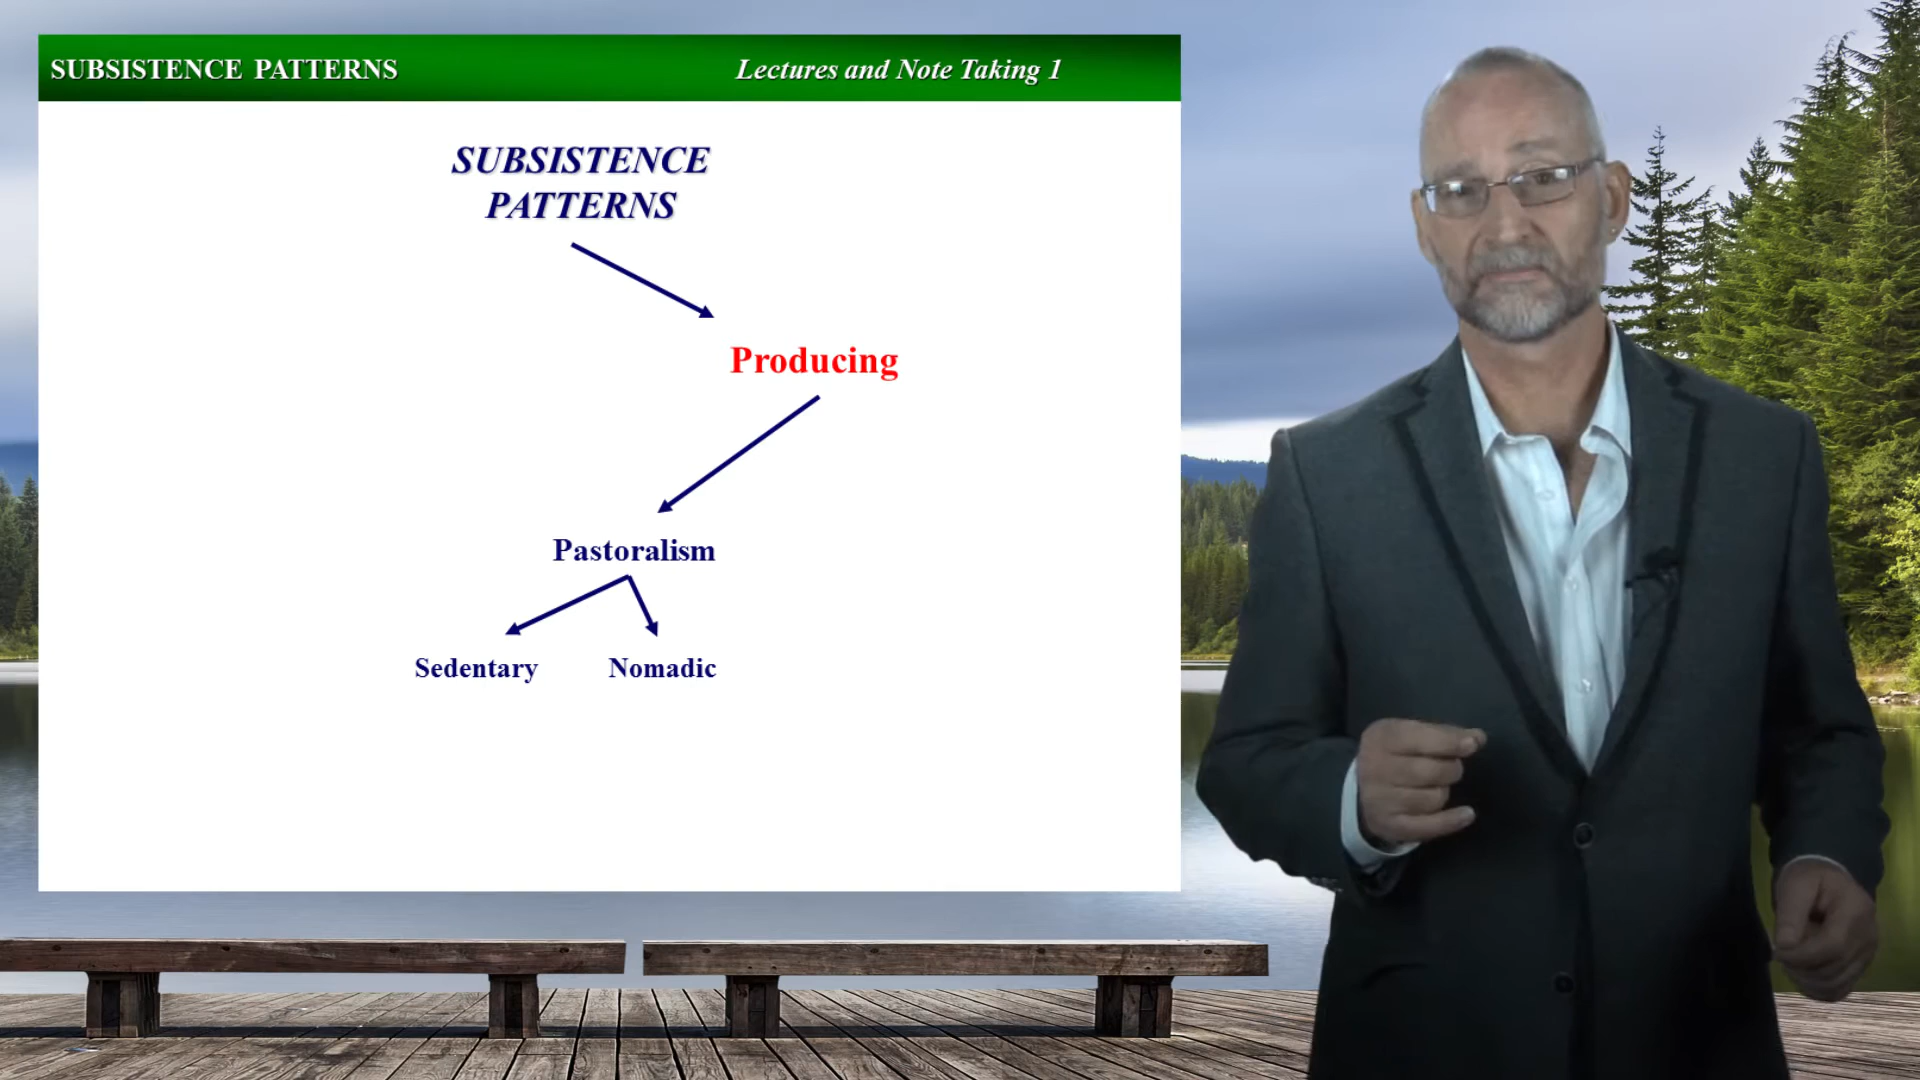 SUBSISTENCE PATTERNS
Lectures and Note Taking 1
SUBSISTENCE
PATTERNS
Producing
Pastoralism
Sedentary
Nomadic